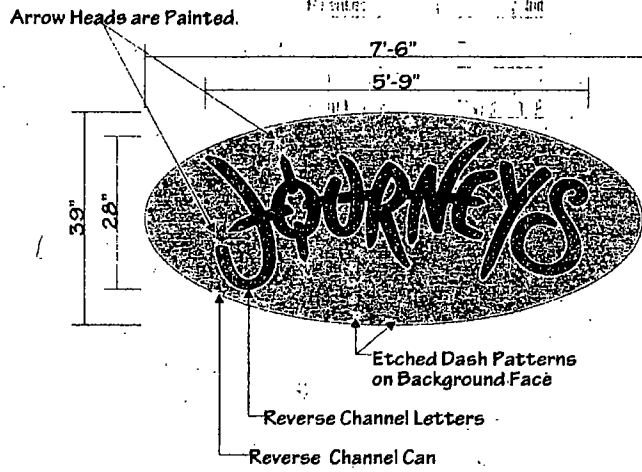 Arrow Heads are Painted.
7'-6"
5'-9"
39"
28"
JOURNEYS
Etched Dash Patterns
on Background Face
Reverse Channel Letters
Reverse Channel Can